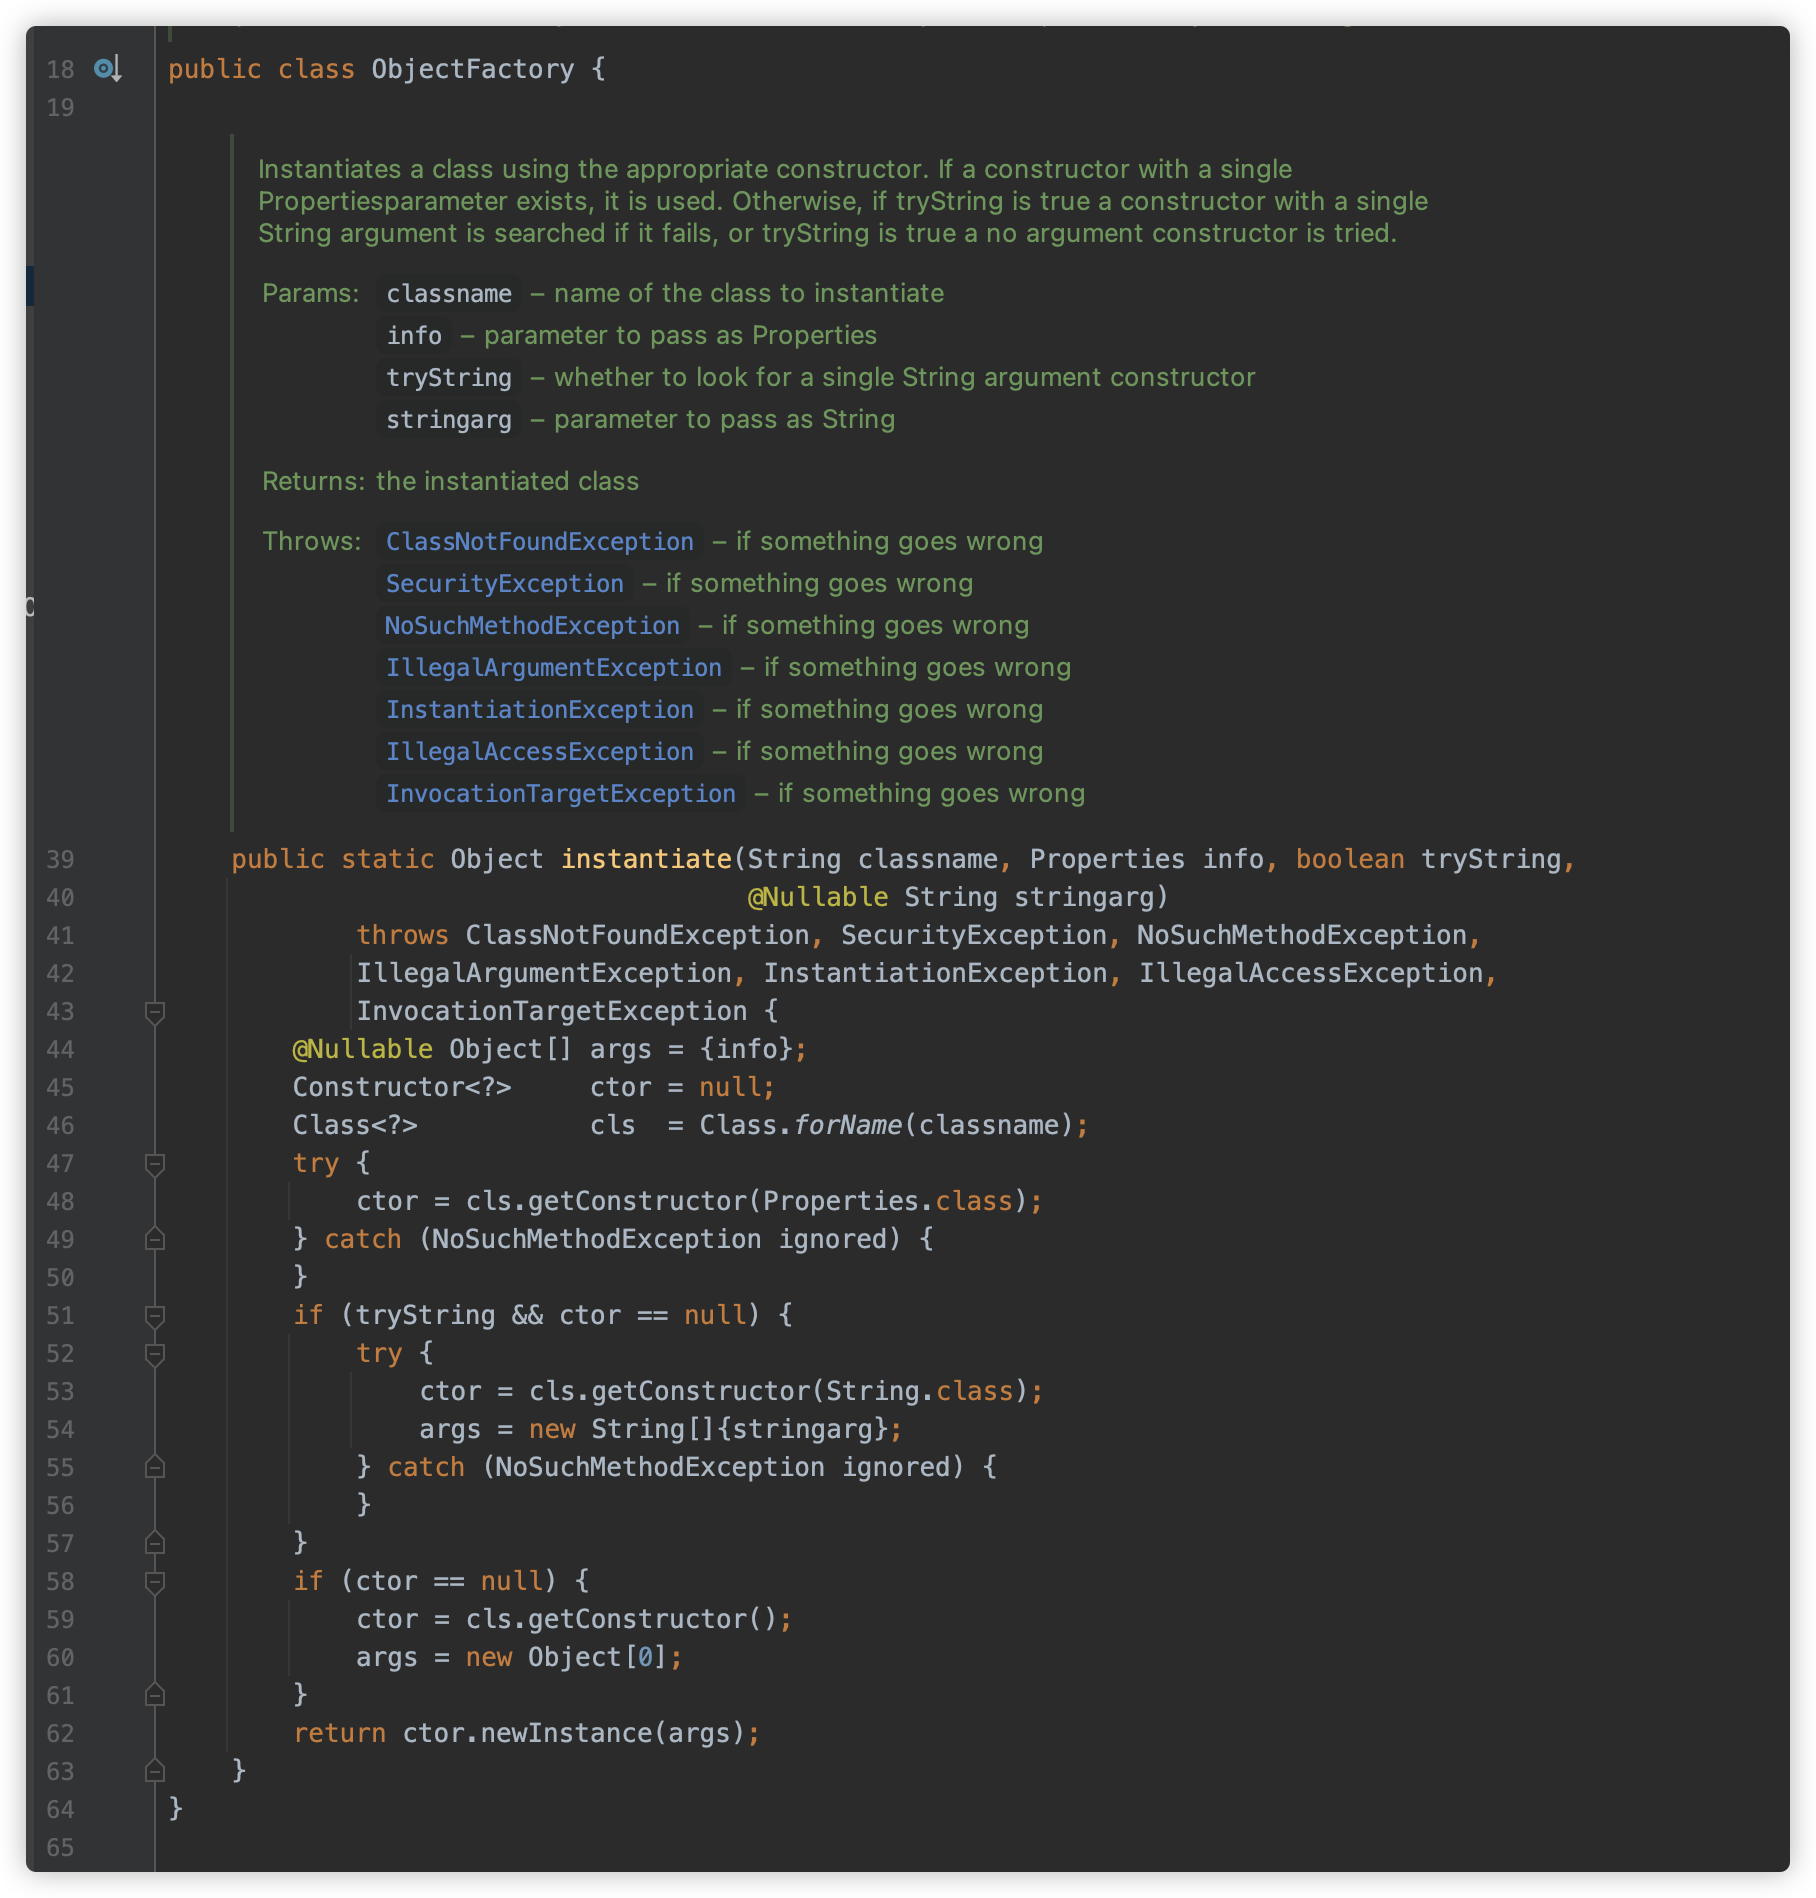 18 public class ObjectFactory {
19
Instantiates a class using the appropriate constructor. If a constructor with a single
Propertiesparameter exists, it is used. Otherwise, if tryString is true a constructor with a single
String argument is searched if it fails, or tryString is true a no argument constructor is tried.
Params: classname – name of the class to instantiate
info – parameter to pass as Properties
tryString – whether to look for a single String argument constructor
stringarg – parameter to pass as String
Returns: the instantiated class
Throws: ClassNotFoundException – if something goes wrong
SecurityException – if something goes wrong
NoSuchMethodException – if something goes wrong
IllegalArgumentException – if something goes wrong
InstantiationException – if something goes wrong
IllegalAccessException – if something goes wrong
InvocationTargetException – if something goes wrong
39 public static Object instantiate(String classname, Properties info, boolean tryString,
40 @Nullable String stringarg)
41 throws ClassNotFoundException, SecurityException, NoSuchMethodException,
42 IllegalArgumentException, InstantiationException, IllegalAccessException,
43 InvocationTargetException {
44 @Nullable Object[] args = {info};
45 Constructor<?> ctor = null;
46 Class<?> cls = Class.forName(classname);
47 try {
48 ctor = cls.getConstructor(Properties.class);
49 } catch (NoSuchMethodException ignored) {
50 }
51 if (tryString && ctor == null) {
52 try {
53 ctor = cls.getConstructor(String.class);
54 args = new String[]{stringarg};
55 } catch (NoSuchMethodException ignored) {
56 }
57 }
58 if (ctor == null) {
59 ctor = cls.getConstructor();
60 args = new Object[0];
61 }
62 return ctor.newInstance(args);
63 }
64 }
65